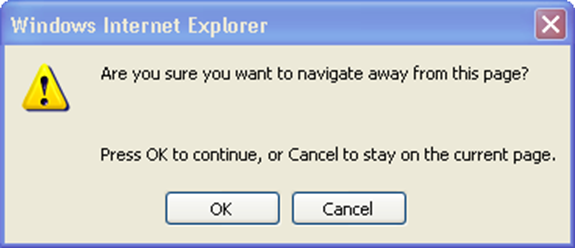 Windows Internet Explorer
Are you sure you want to navigate away from this page?
Press OK to continue, or Cancel to stay on the current page.
OK
Cancel